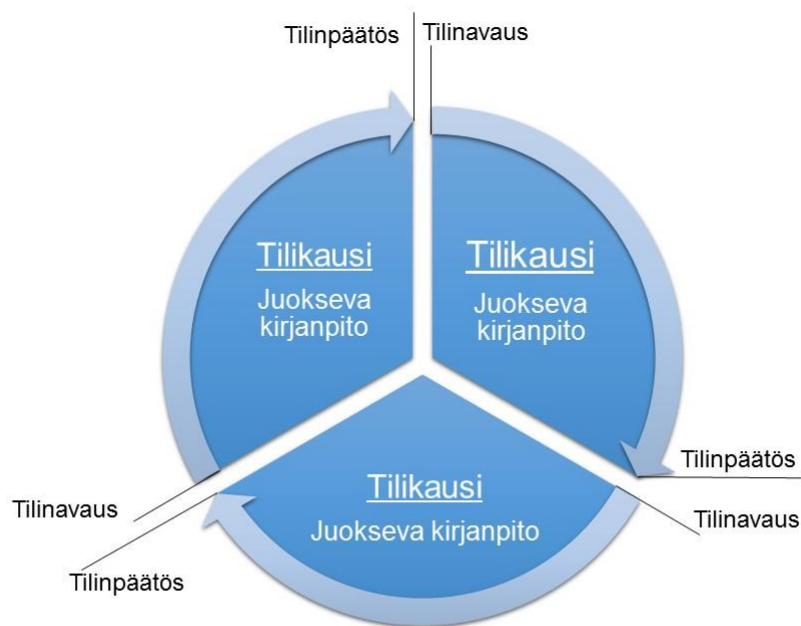 Tilinpäätös
Tilinavaus
Tilikausi
Juokseva
kirjanpito
Tilikausi
Juokseva
kirjanpito
Tilinpäätös
Tilinavaus
Tilikausi
Juokseva kirjanpito
Tilinavaus
Tilinpäätös